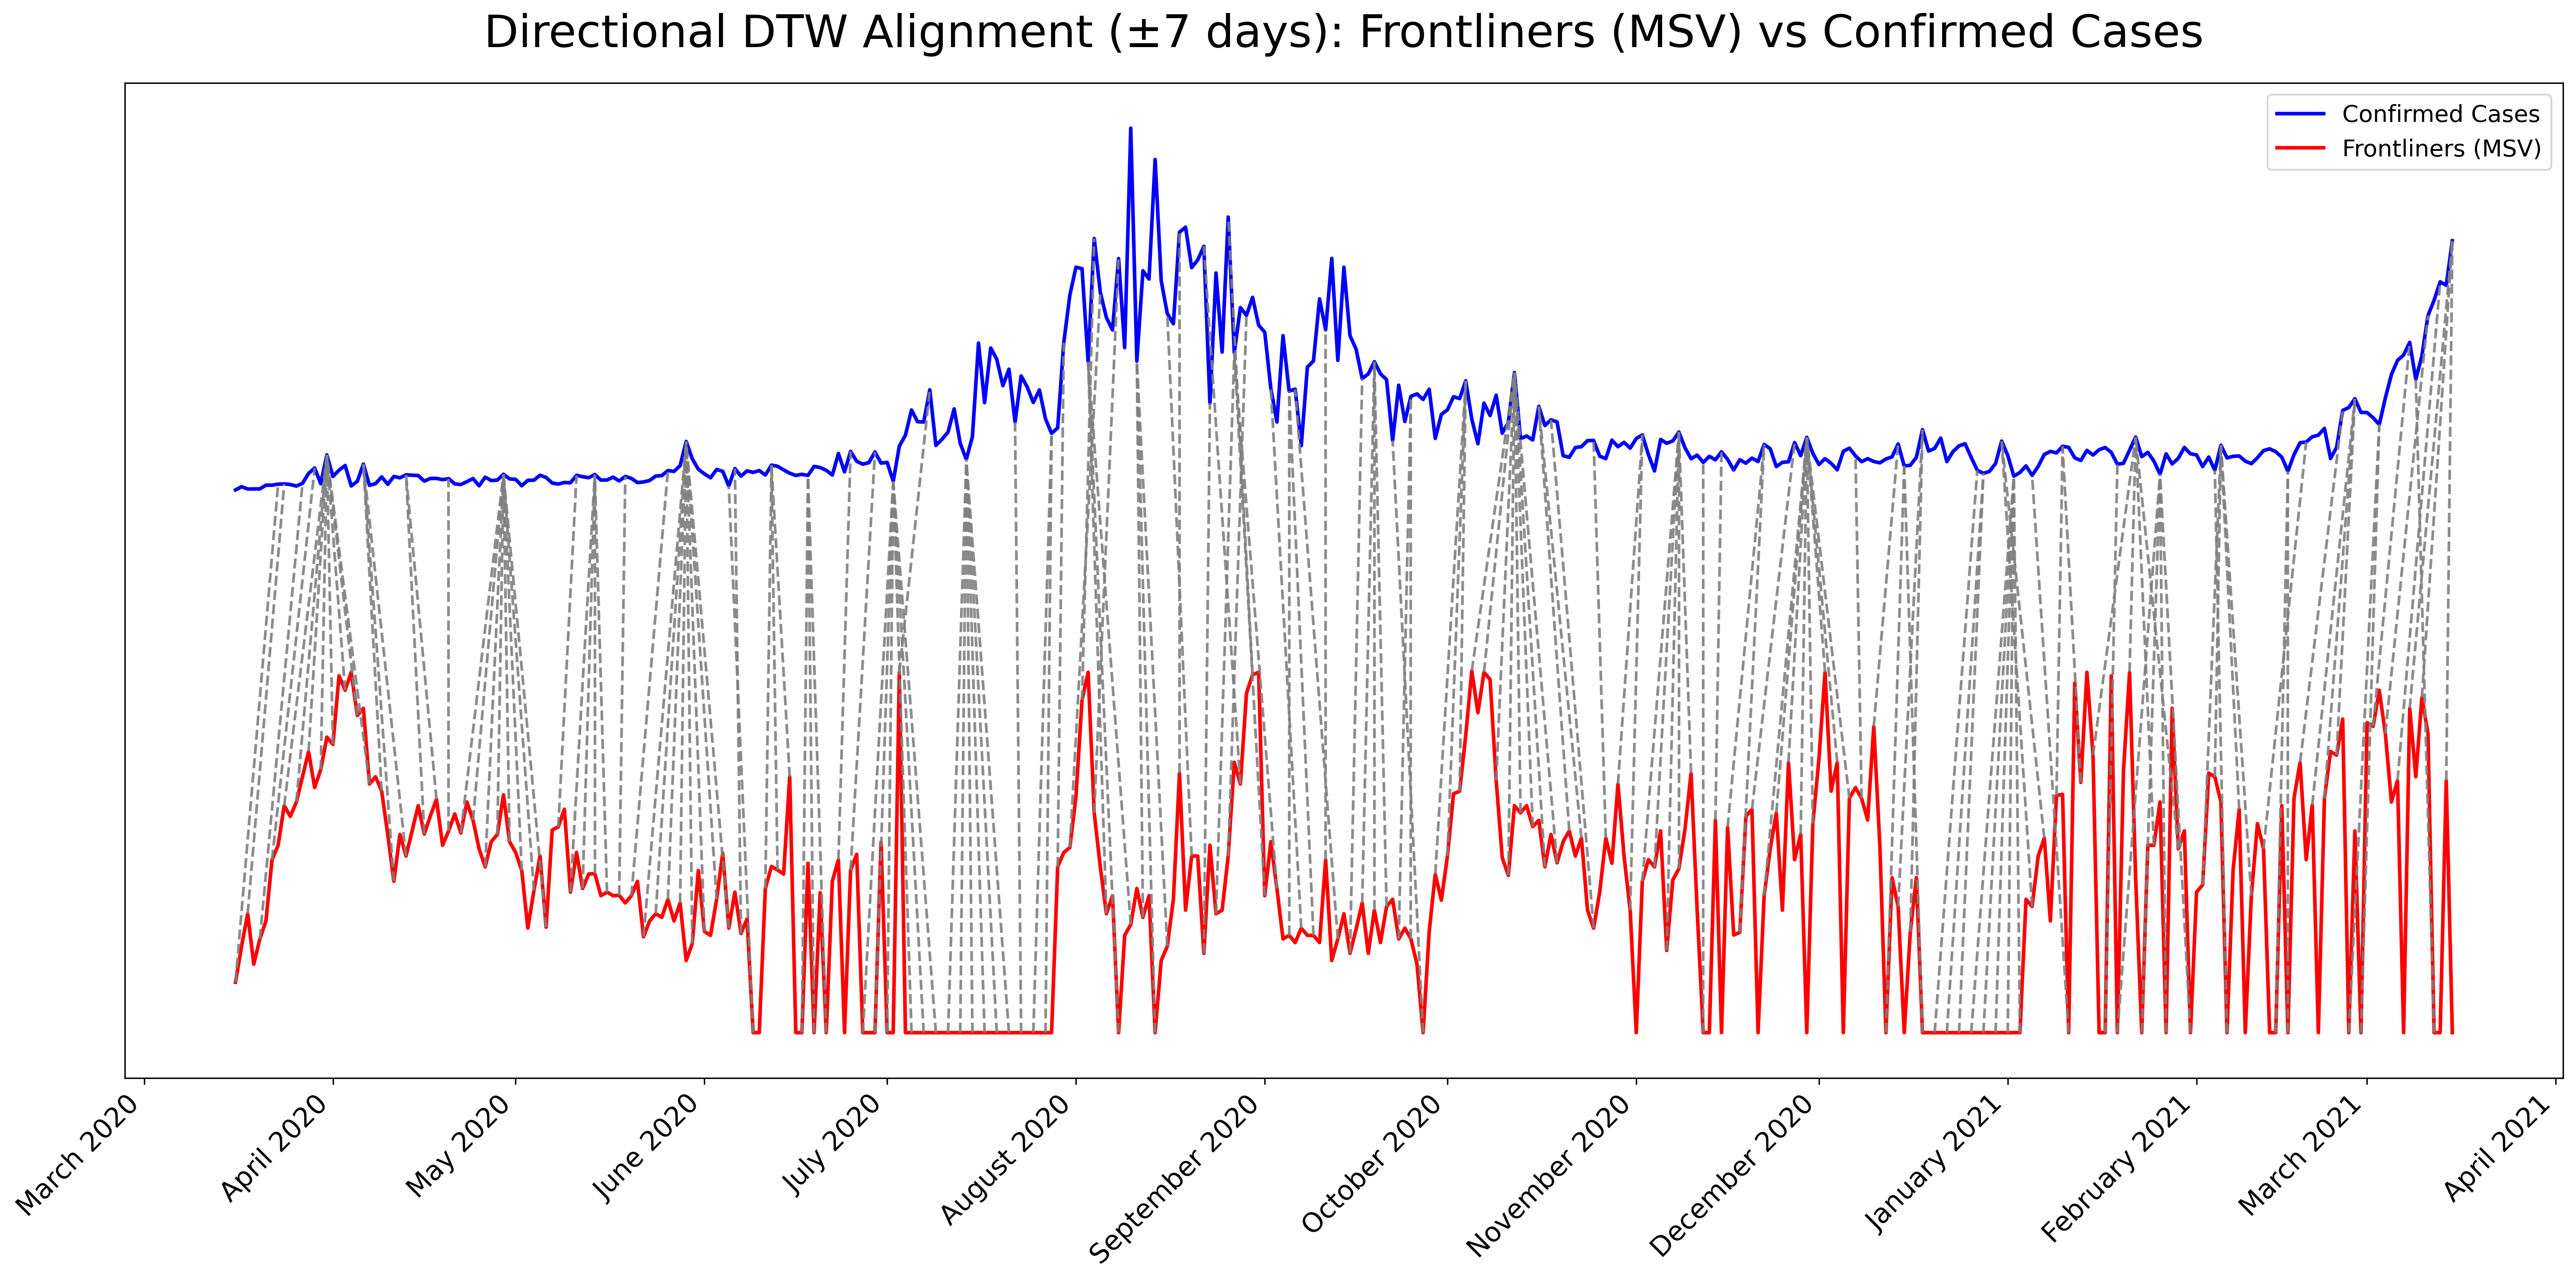 Directional DTW Alignment (±7 days): Frontliners (MSV) vs Confirmed Cases
Confirmed Cases
Frontliners (MSV)
March 2020
April 2020
May 2020
June 2020
July 2020
August 2020
September 2020
October 2020
November 2020
December 2020
January 2021
February 2021
March 2021
April 2021